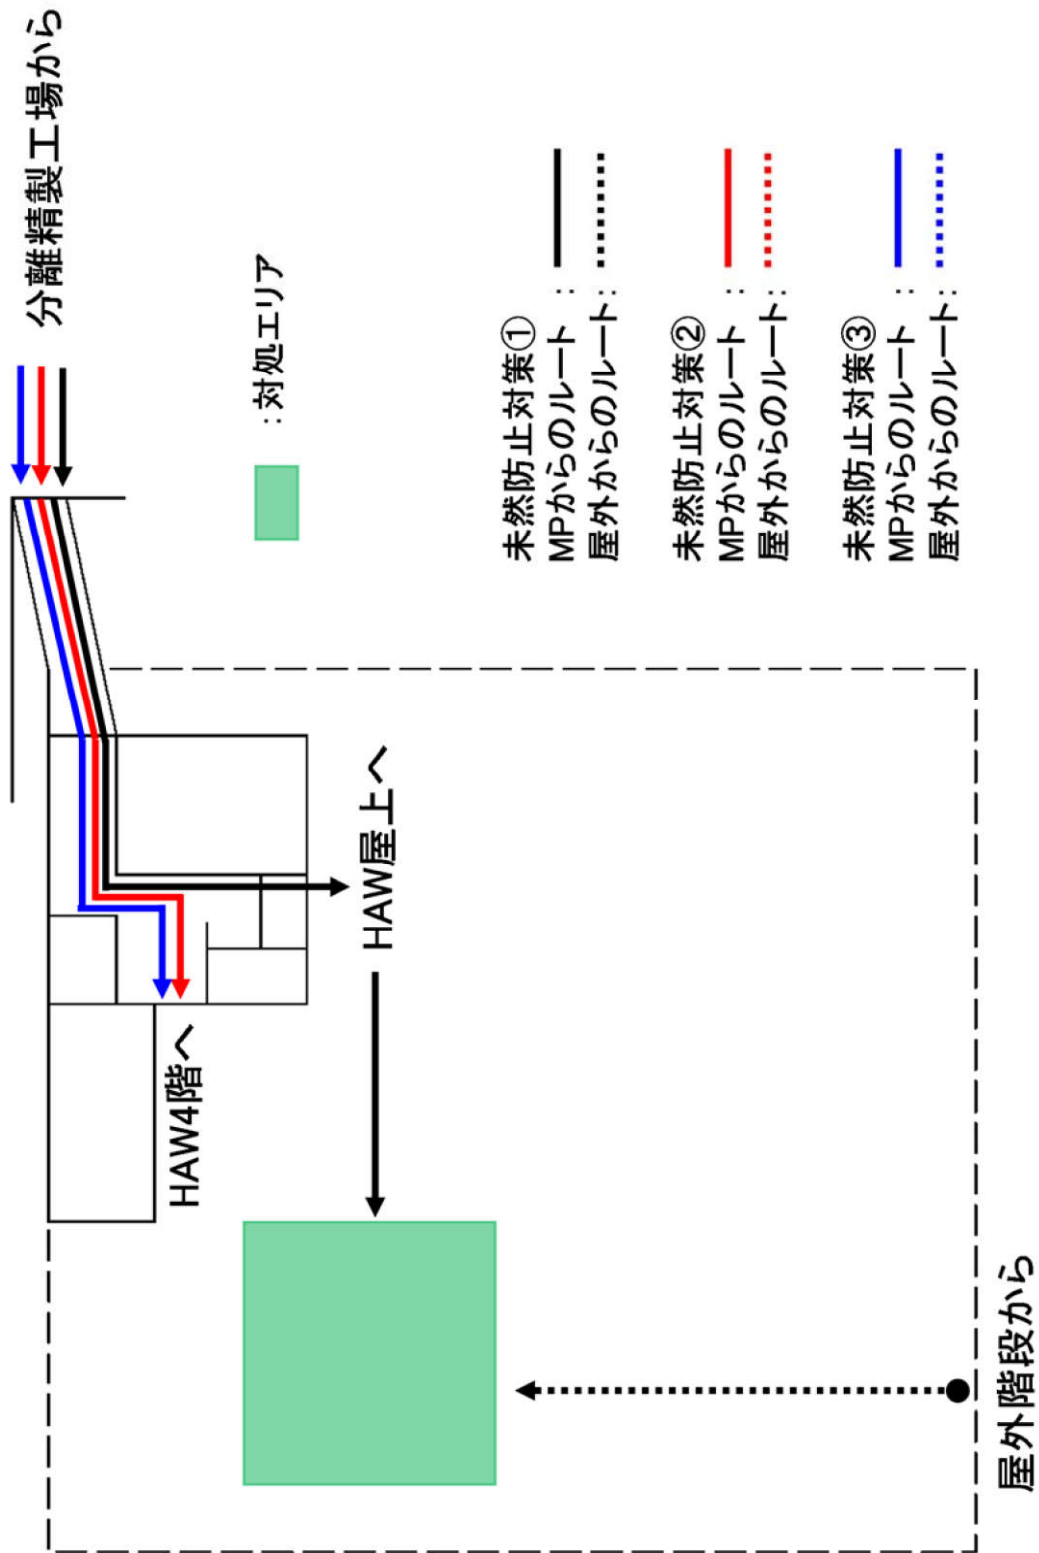 分離精製工場から
：対処エリア
未然防止対策①
MPからのルート ：
屋外からのルート：
未然防止対策②
MPからのルート ：
屋外からのルート：
未然防止対策③
MPからのルート ：
屋外からのルート：
HAW屋上へ
HAW4階へ
屋外階段から